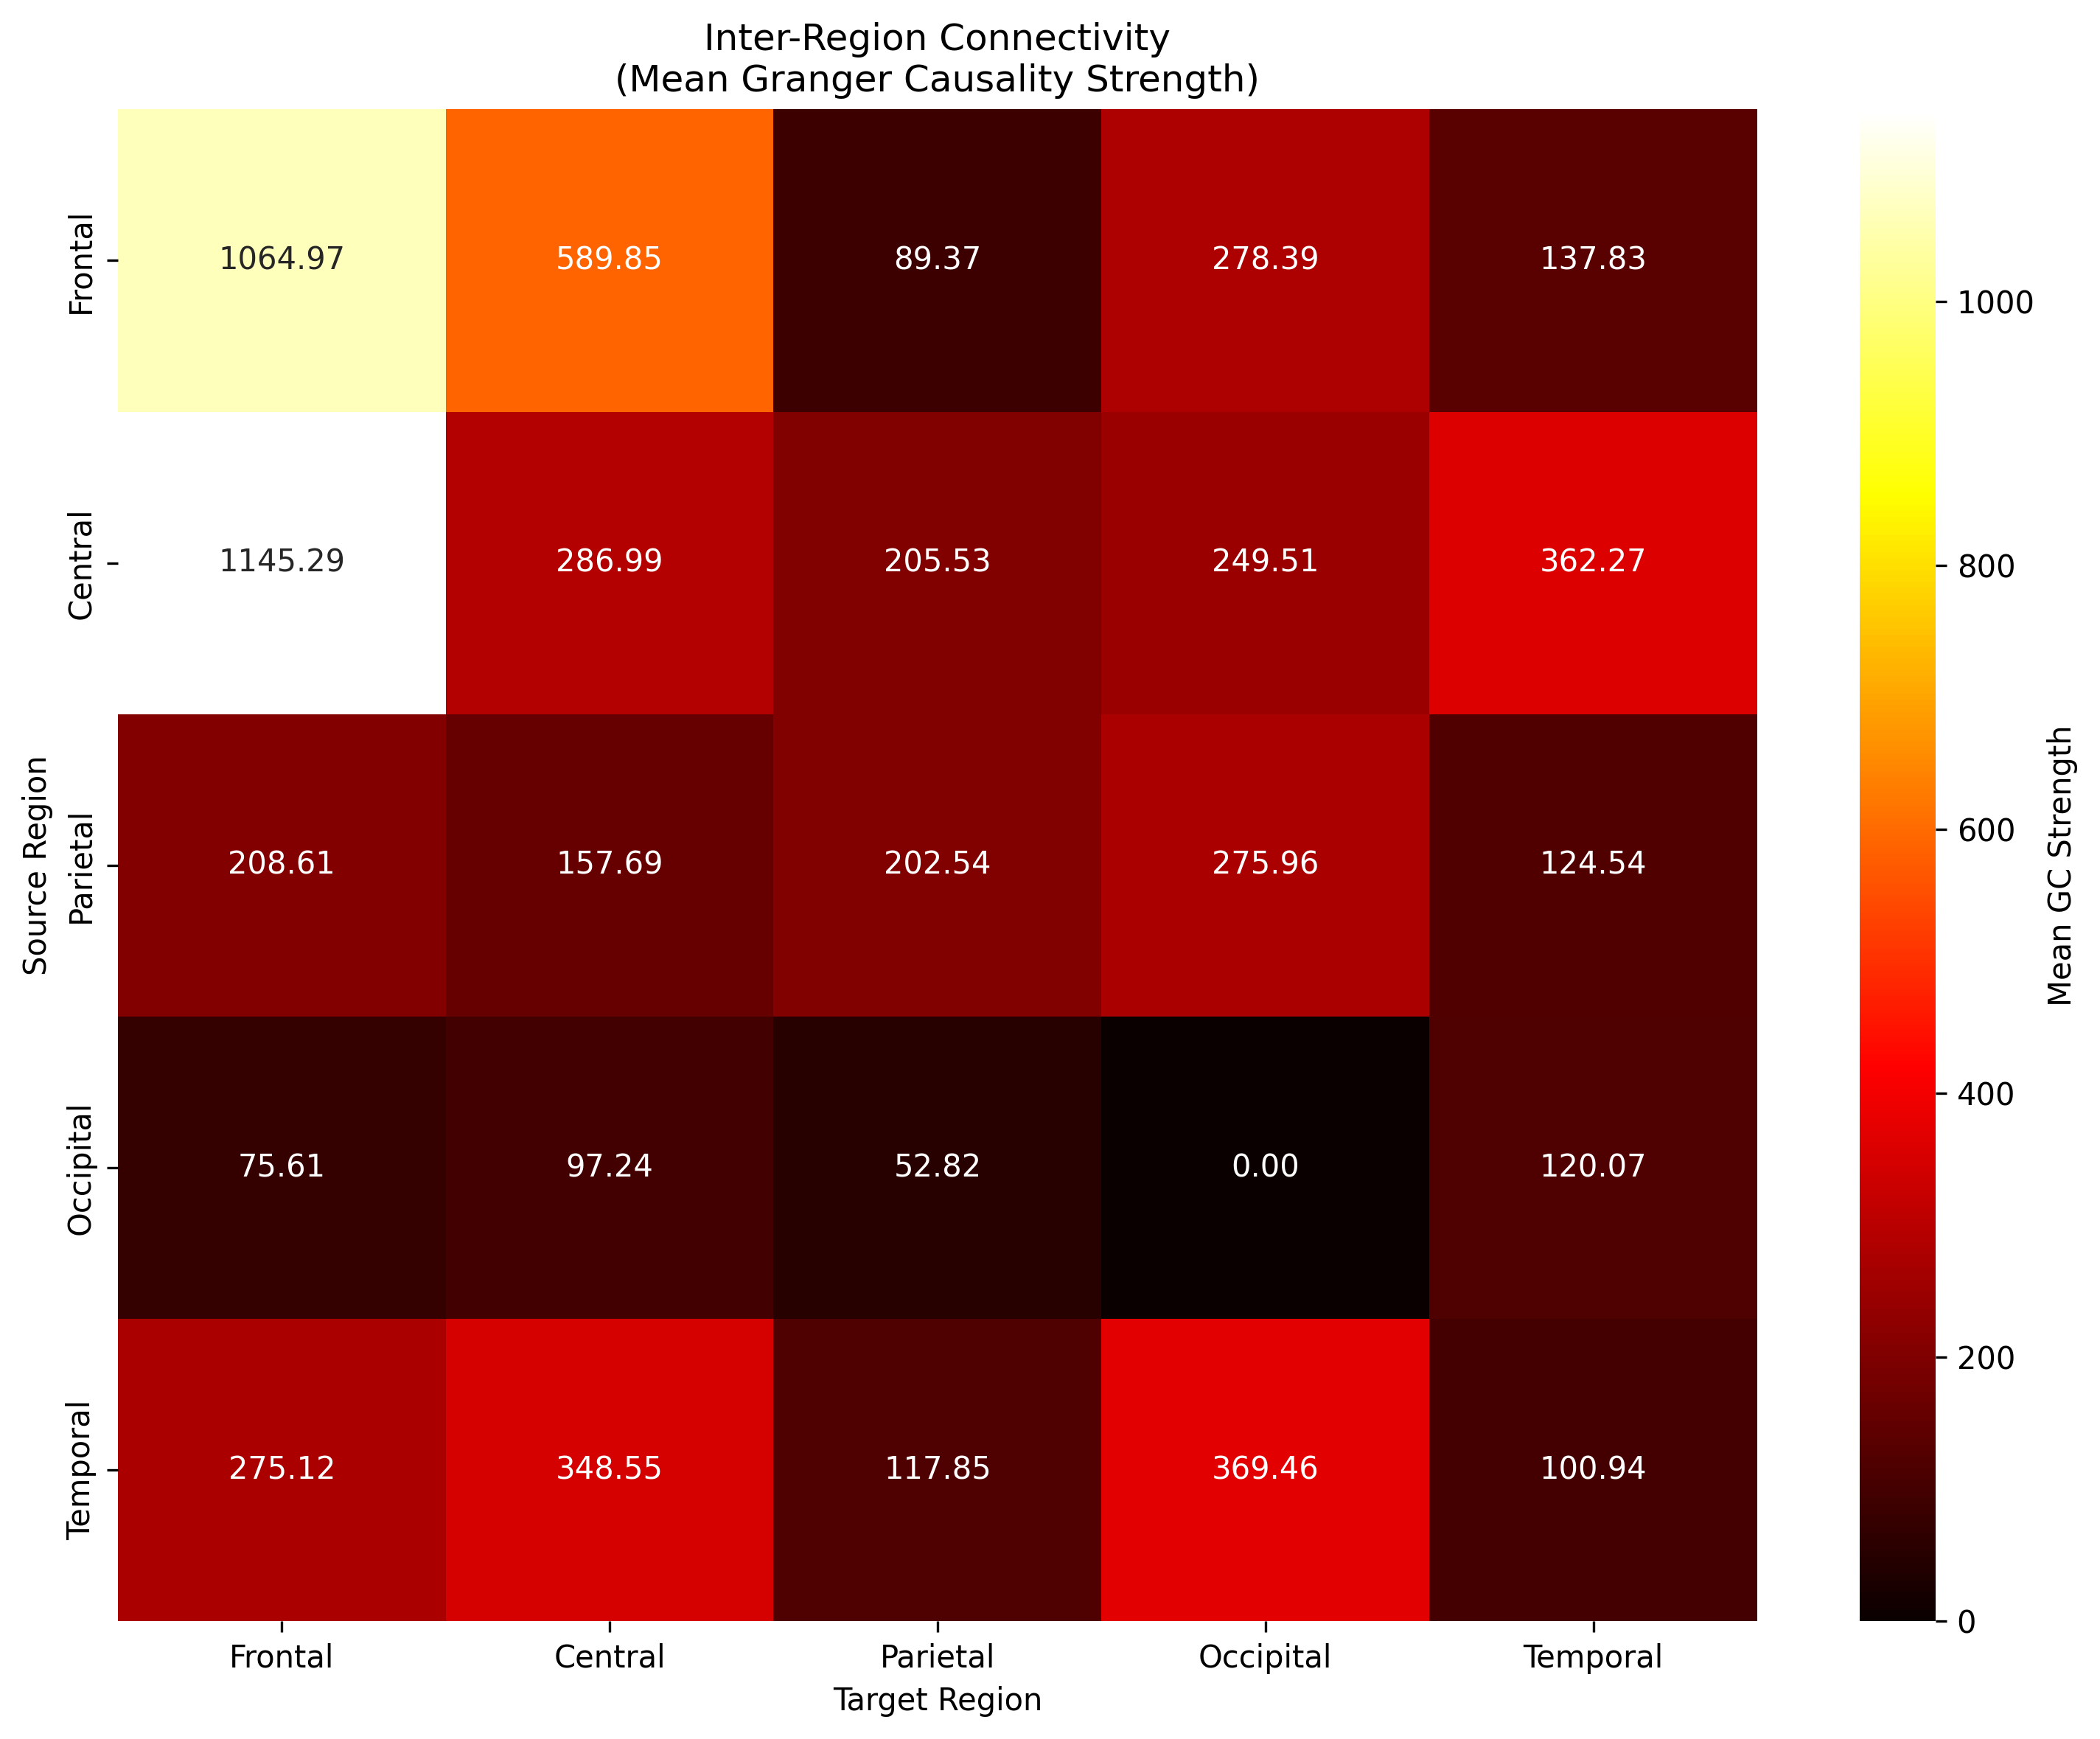 Inter-Region Connectivity
(Mean Granger Causality Strength)
Source Region
Frontal
1064.97 589.85 89.37 278.39 137.83
Central
1145.29 286.99 205.53 249.51 362.27
Parietal
208.61 157.69 202.54 275.96 124.54
Occipital
75.61 97.24 52.82 0.00 120.07
Temporal
275.12 348.55 117.85 369.46 100.94
Frontal Central Parietal Occipital Temporal
Target Region
1000
800
600
400
200
0
Mean GC Strength